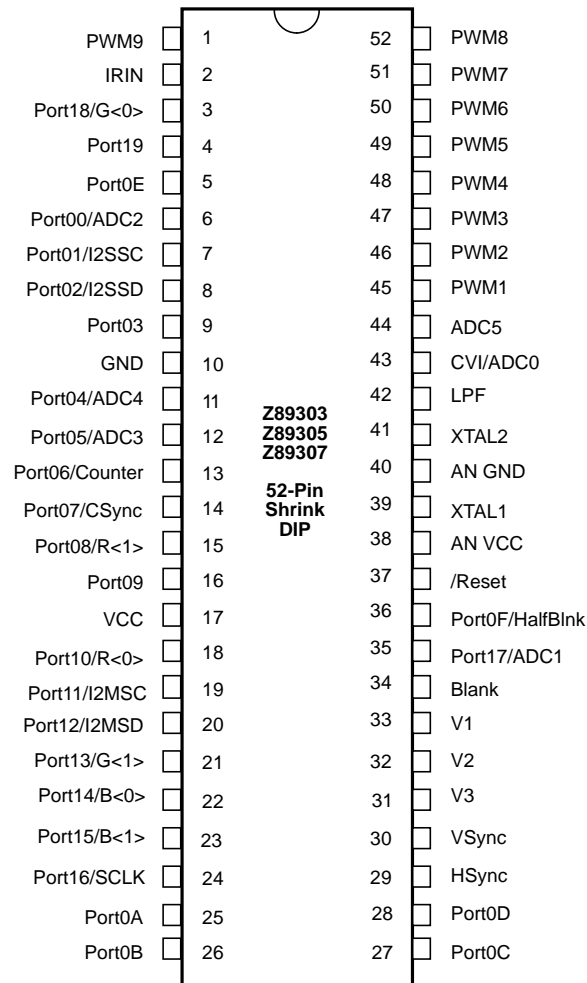 PWM9 1 52 PWM8
IRIN 2 51 PWM7
Port18/G<0> 3 50 PWM6
Port19 4 49 PWM5
Port0E 5 48 PWM4
Port00/ADC2 6 47 PWM3
Port01/I2SSC 7 46 PWM2
Port02/I2SSD 8 45 PWM1
Port03 9 44 ADC5
GND 10 43 CVI/ADC0
Port04/ADC4 11 42 LPF
Z89303
Port05/ADC3 12 Z89305 41 XTAL2
Z89307
Port06/Counter 13 40 AN GND
52-Pin
Port07/CSync 14 Shrink 39 XTAL1
DIP
Port08/R<1> 15 38 AN VCC
Port09 16 37 /Reset
VCC 17 36 Port0F/HalfBlnk
Port10/R<0> 18 35 Port17/ADC1
Port11/I2MSC 19 34 Blank
Port12/I2MSD 20 33 V1
Port13/G<1> 21 32 V2
Port14/B<0> 22 31 V3
Port15/B<1> 23 30 VSync
Port16/SCLK 24 29 HSync
Port0A 25 28 Port0D
Port0B 26 27 Port0C